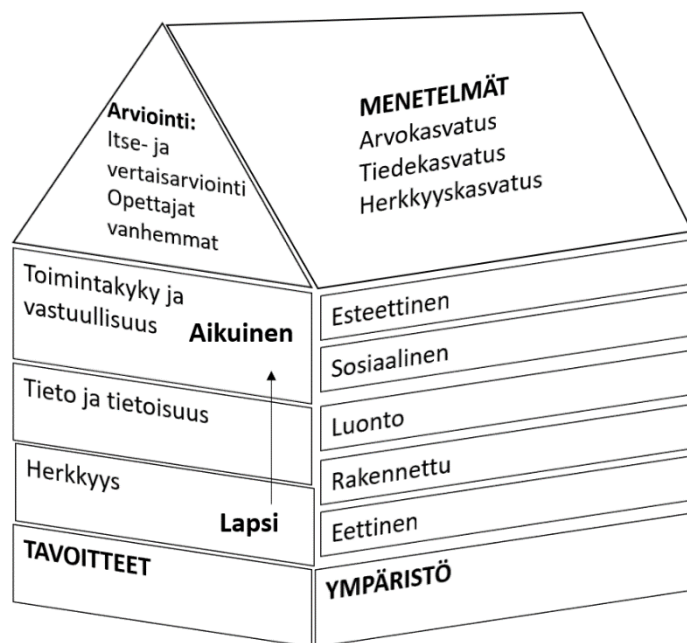 Arviointi:
Itse- ja
vertaisarviointi
Opettajat
vanhemmat
MENETELMÄT
Arvokasvatus
Tiedekasvatus
Herkkyyskasvatus
Toimintakyky ja
vastuullisuus
Aikuinen
Tieto ja tietoisuus
Herkkyys
Lapsi
TAVOITTEET
Esteettinen
Sosiaalinen
Luonto
Rakennettu
Eettinen
YMPÄRISTÖ